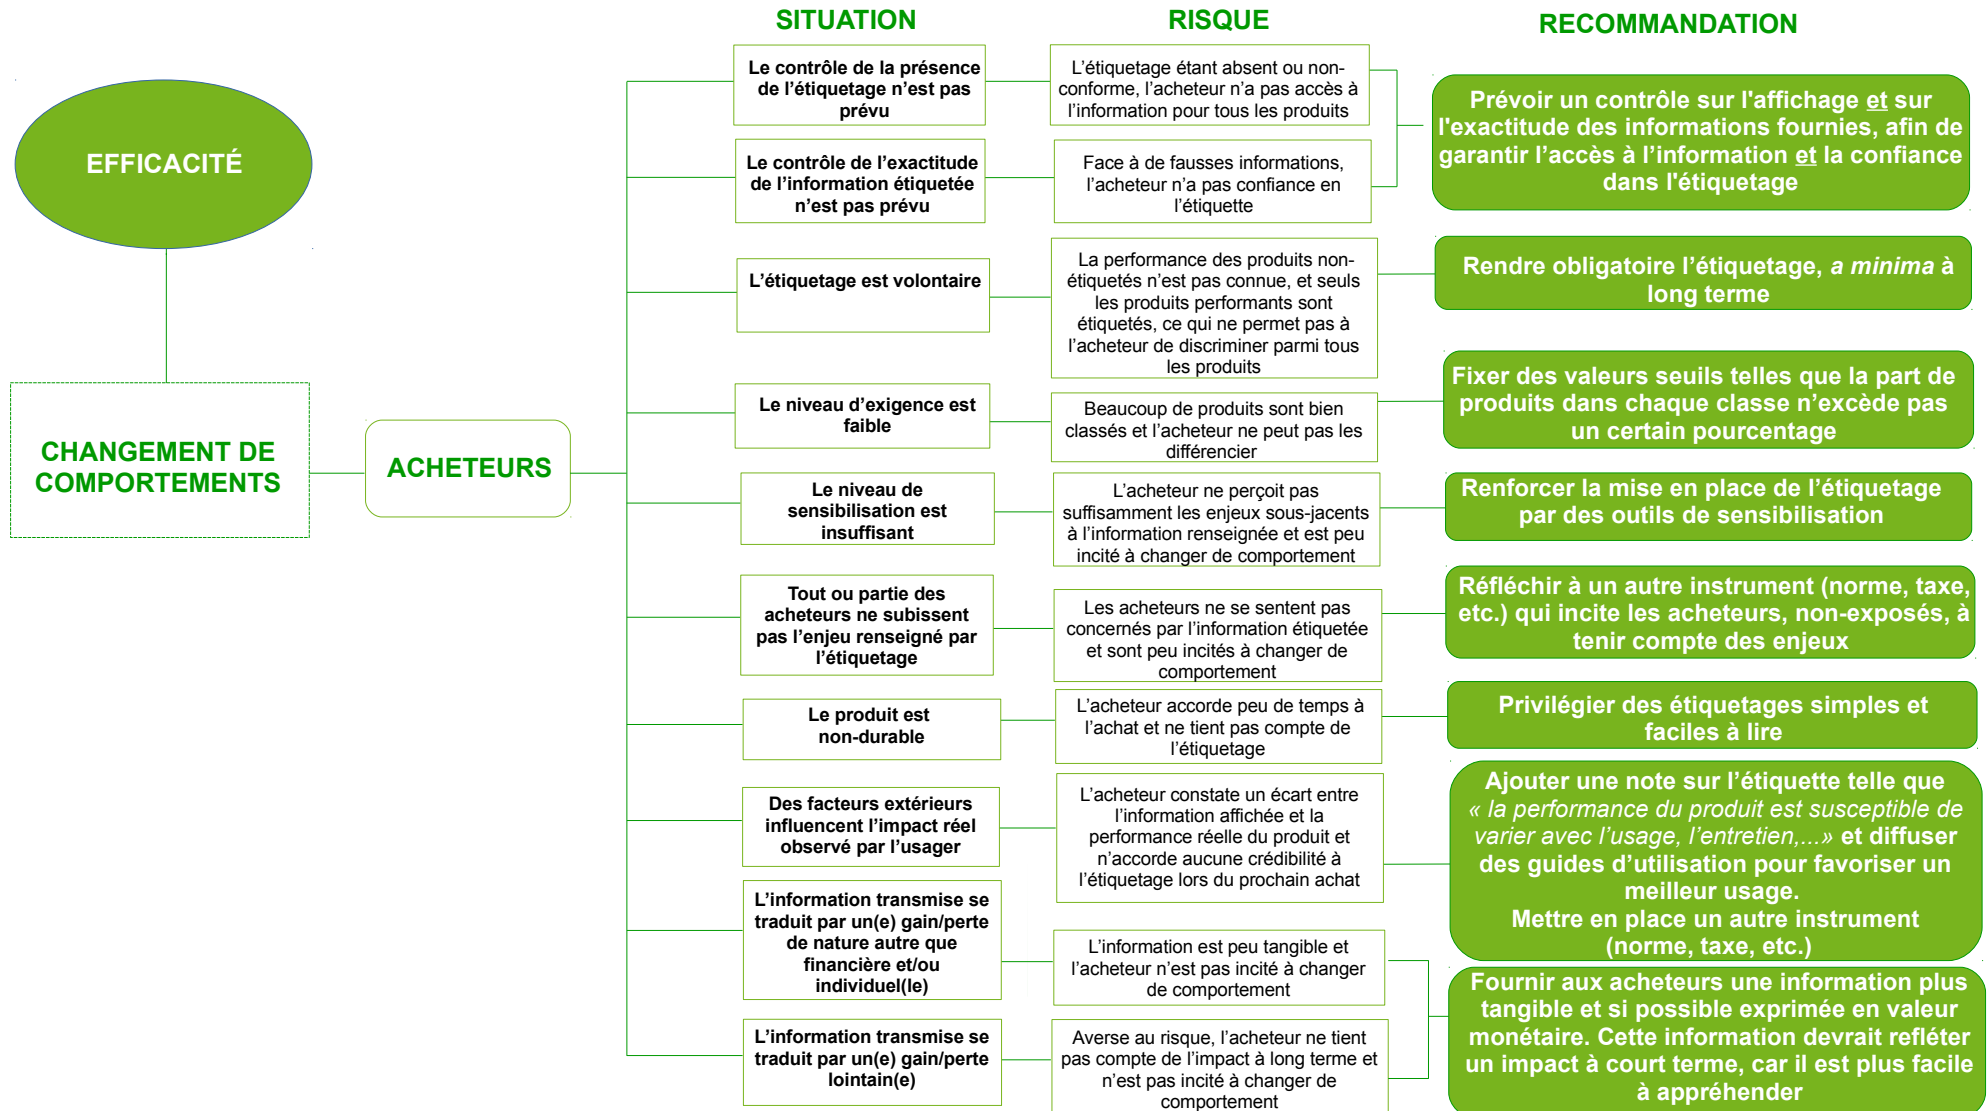 SITUATION
RISQUE
RECOMMANDATION
EFFICACITÉ
CHANGEMENT DE
COMPORTEMENTS
ACHETEURS
Le contrôle de la présence
de l’étiquetage n’est pas
prévu
L’étiquetage étant absent ou non-
conforme, l’acheteur n’a pas accès à
l’information pour tous les produits
Le contrôle de l’exactitude
de l’information étiquetée
n’est pas prévu
Face à de fausses informations,
l’acheteur n’a pas confiance en
l’étiquette
Prévoir un contrôle sur l'affichage et sur
l'exactitude des informations fournies, afin de
garantir l’accès à l’information et la confiance
dans l'étiquetage
L’étiquetage est volontaire
La performance des produits non-
étiquetés n’est pas connue, et seuls
les produits performants sont
étiquetés, ce qui ne permet pas à
l’acheteur de discriminer parmi tous
les produits
Rendre obligatoire l’étiquetage, a minima à
long terme
Le niveau d’exigence est
faible
Beaucoup de produits sont bien
classés et l’acheteur ne peut pas les
différencier
Fixer des valeurs seuils telles que la part de
produits dans chaque classe n’excède pas
un certain pourcentage
Le niveau de
sensibilisation est
insuffisant
L’acheteur ne perçoit pas
suffisamment les enjeux sous-jacents
à l’information renseignée et est peu
incité à changer de comportement
Renforcer la mise en place de l’étiquetage
par des outils de sensibilisation
Tout ou partie des
acheteurs ne subissent
pas l’enjeu renseigné par
l’étiquetage
Les acheteurs ne se sentent pas
concernés par l’information étiquetée
et sont peu incités à changer de
comportement
Réfléchir à un autre instrument (norme, taxe,
etc.) qui incite les acheteurs, non-exposés, à
tenir compte des enjeux
Le produit est
non-durable
L’acheteur accorde peu de temps à
l’achat et ne tient pas compte de
l’étiquetage
Privilégier des étiquetages simples et
faciles à lire
Des facteurs extérieurs
influencent l’impact réel
observé par l’usager
L’acheteur constate un écart entre
l’information affichée et la
performance réelle du produit et
n’accorde aucune crédibilité à
l’étiquetage lors du prochain achat
Ajouter une note sur l’étiquette telle que
« la performance du produit est susceptible de
varier avec l’usage, l’entretien,...» et diffuser
des guides d’utilisation pour favoriser un
meilleur usage.
Mettre en place un autre instrument
(norme, taxe, etc.)
L’information transmise se
traduit par un(e) gain/perte
de nature autre que
financière et/ou
individuel(le)
L’information est peu tangible et
l’acheteur n’est pas incité à changer
de comportement
L’information transmise se
traduit par un(e) gain/perte
lointain(e)
Averse au risque, l’acheteur ne tient
pas compte de l’impact à long terme et
n’est pas incité à changer de
comportement
Fournir aux acheteurs une information plus
tangible et si possible exprimée en valeur
monétaire. Cette information devrait refléter
un impact à court terme, car il est plus facile
à appréhender